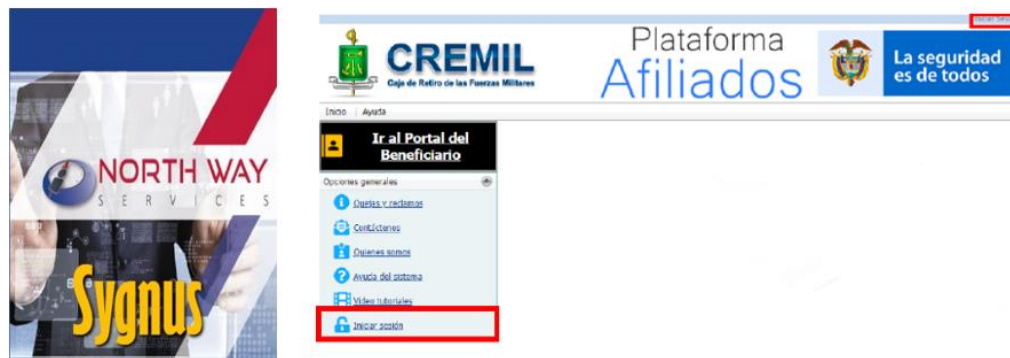 NORTH WAY
SERVICES
Sygnus
CREMIL
Caja de Retiro de las Fuerzas Militares
Plataforma
Afiliados
La seguridad
es de todos
Inicio Ayuda
Ir al Portal del
Beneficiario
Opciones generales
Quejas y reclamos
Contáctenos
Quienes somos
Ayuda del sistema
Video tutoriales
Iniciar sesión